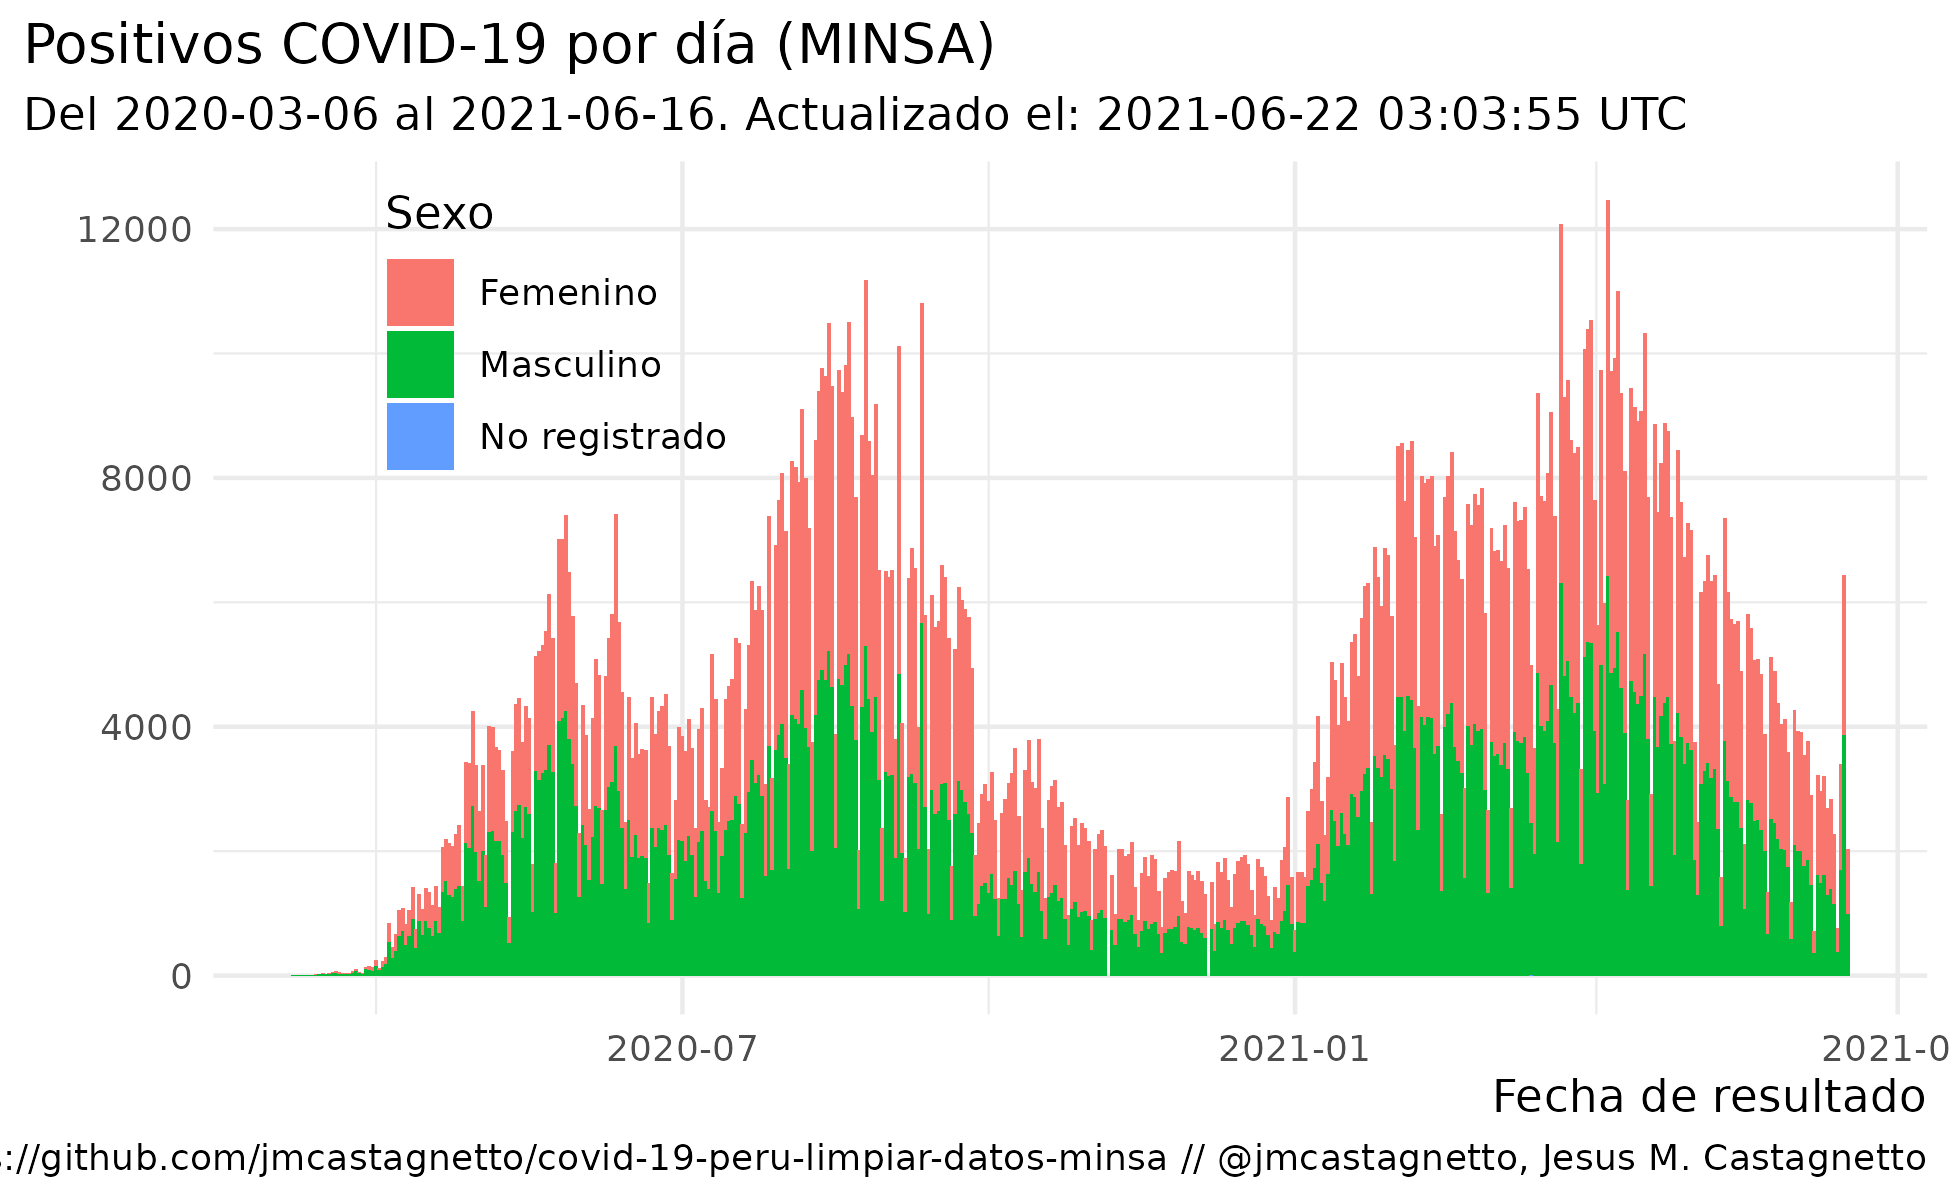 Positivos COVID-19 por día (MINSA)
Del 2020-03-06 al 2021-06-16. Actualizado el: 2021-06-22 03:03:55 UTC
Sexo
Femenino
Masculino
No registrado
12000
8000
4000
0
2020-07 2021-01 2021-0
Fecha de resultado
://github.com/jmcastagnetto/covid-19-peru-limpiar-datos-minsa // @jmcastagnetto, Jesus M. Castagnetto